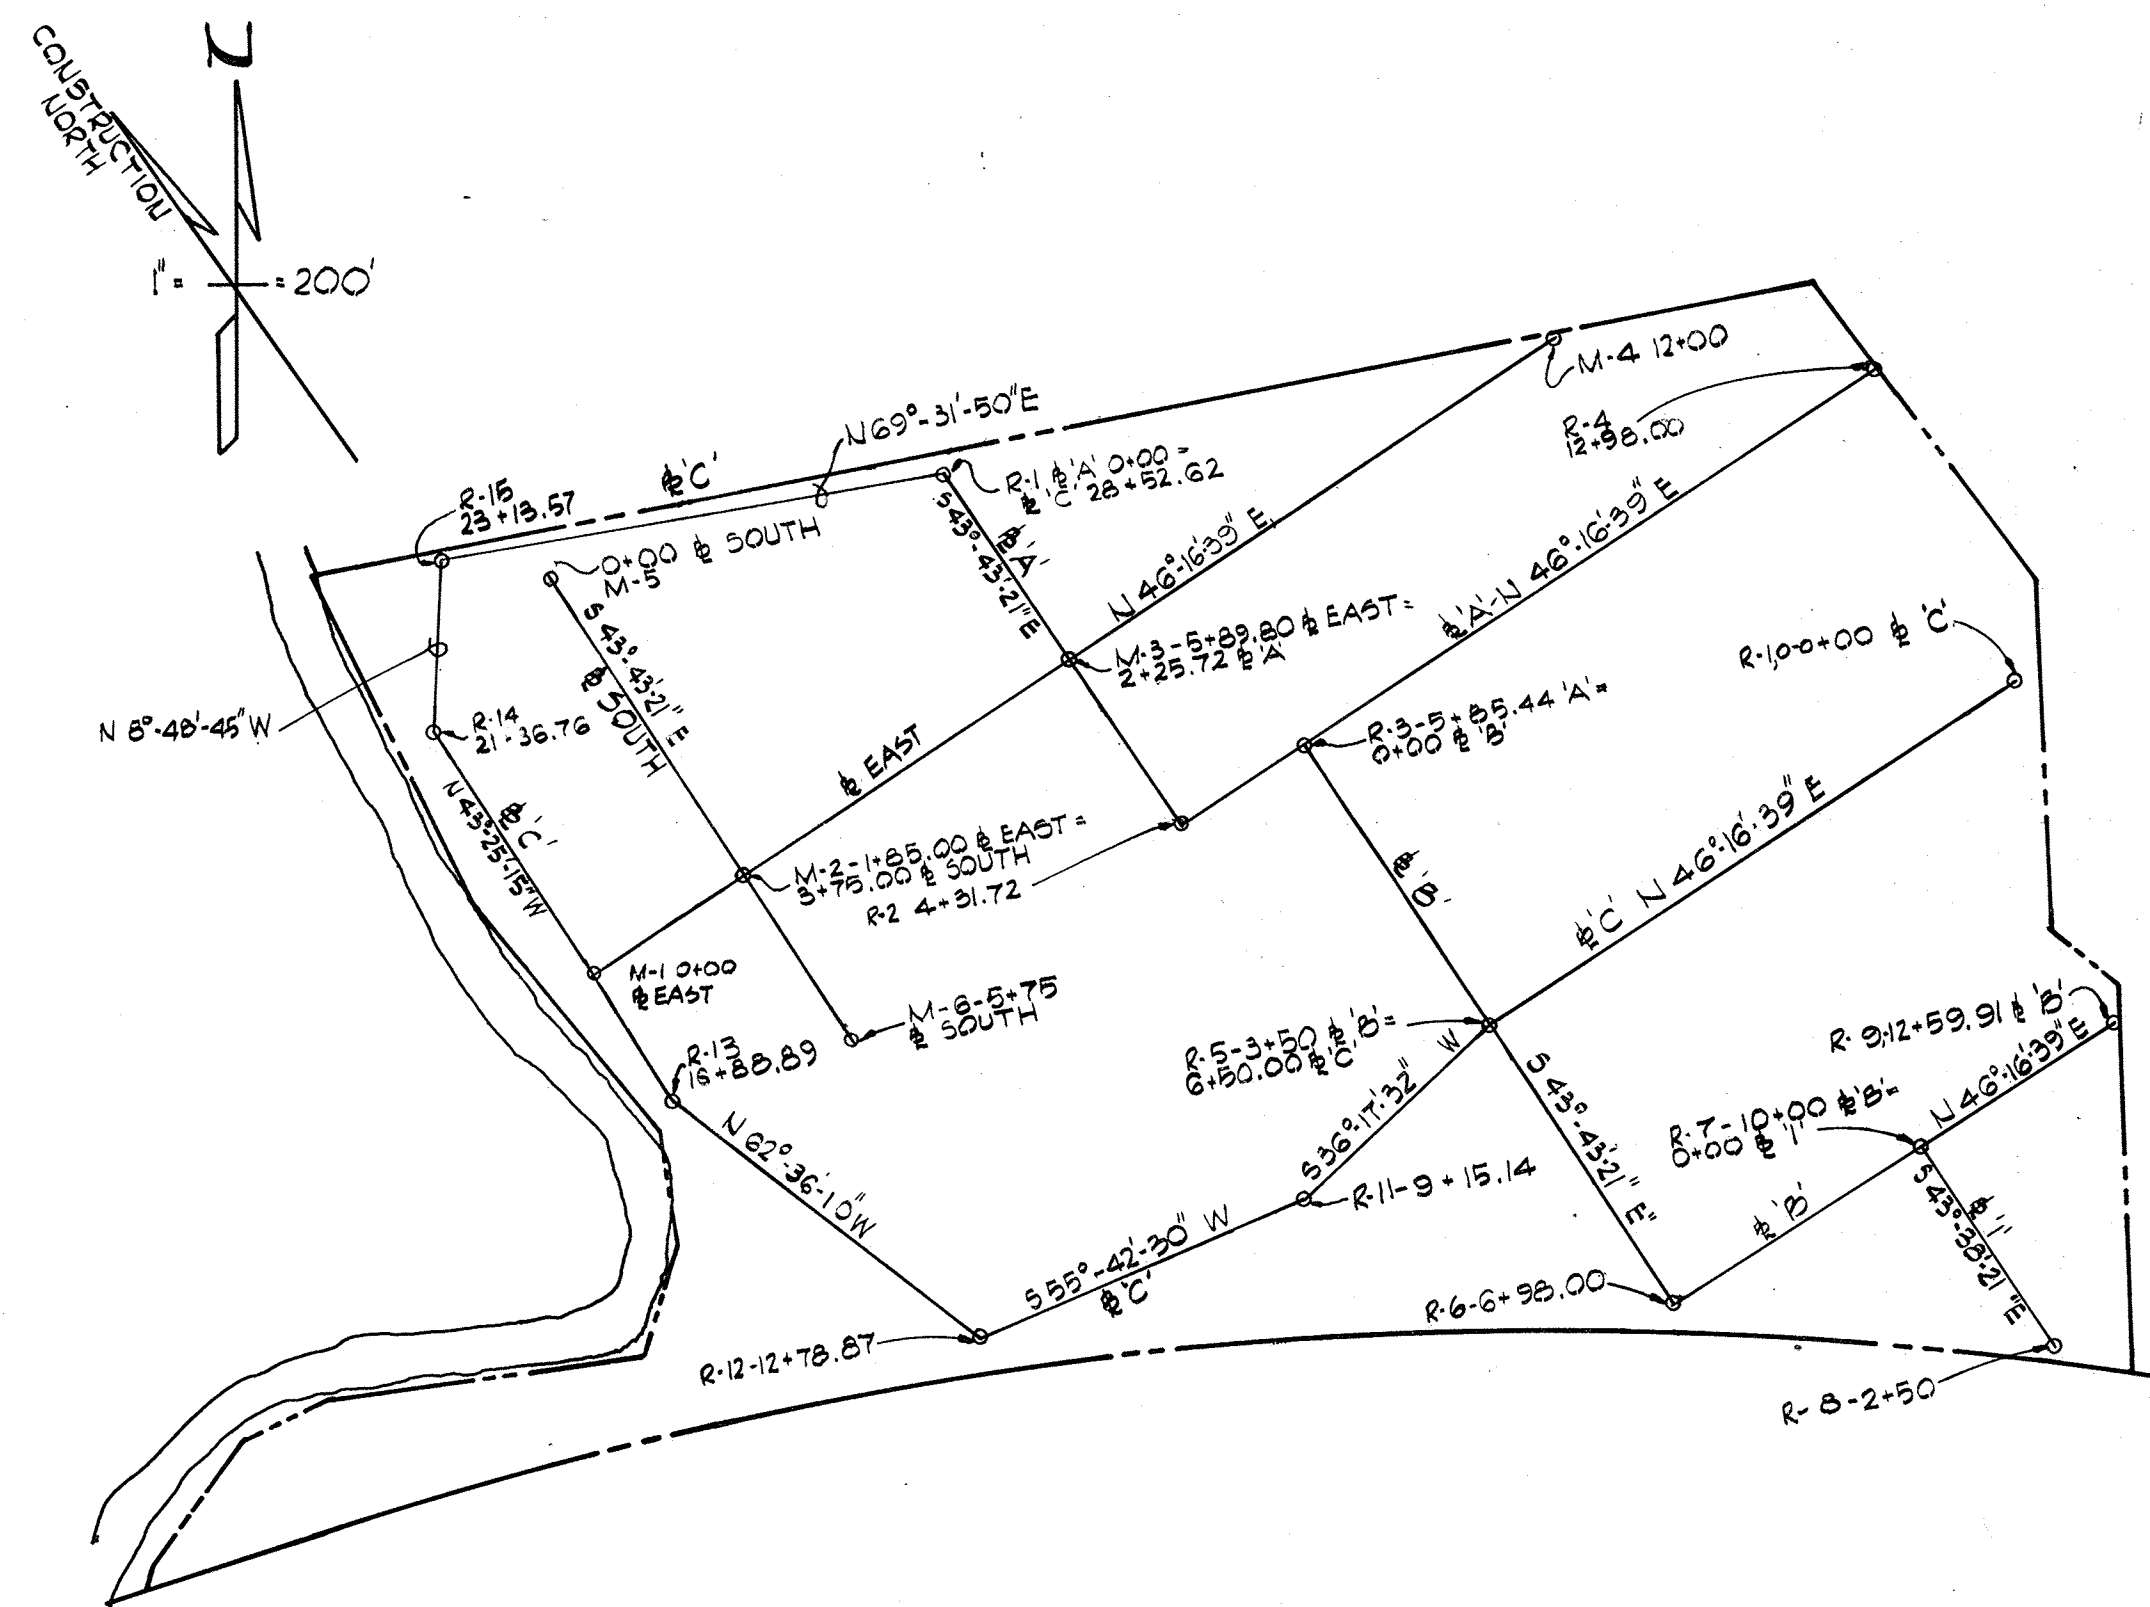 CONSTRUCTION
NORTH
1" = = 200'
N 69°-31'-50" E
℄ 'C'
R-15
23+13.57
0+00 ℄ SOUTH
M-5
R-1 ℄ 'A' 0+00 =
℄ 'C' 28+52.62
M-4 12+00
R-4
12+98.00
S 43°-43'-21" E
℄ 'A'
N 46°-16'-39" E
℄ 'A'-N 46°-16'-39" E
S 43°-43'-21" E
℄ SOUTH
M-3-5+89.80 ℄ EAST=
2+25.72 ℄ 'A'
R-10-0+00 ℄ 'C'
N 8°-48'-45" W
R-14
21+36.76
R-3-5+85.44 'A'=
0+00 ℄ 'B'
℄ EAST
N 43°-25'-15" W
℄ 'C'
M-2-1+85.00 ℄ EAST =
3+75.00 ℄ SOUTH
R-2 4+31.72
℄ 'B'
℄ 'C' N 46°-16'-39" E
M-1 0+00
℄ EAST
M-6-5+75
℄ SOUTH
R-13
16+88.89
R-5-3+50 ℄ 'B'=
6+50.00 ℄ 'C'
R-9,12+59.91 ℄ 'B'
N 46°-16'-39" E
S 36°-17'-32" W
S 43°-43'-21" E
R-7-10+00 ℄ 'B'=
0+00 ℄ '1'
N 62°-36'-10" W
R-11-9+15.14
℄ 'B'
℄ '1'
S 43°-38'-21" E
S 55°-42'-30" W
℄ 'C'
R-6-6+98.00
R-12-12+78.87
R-8-2+50